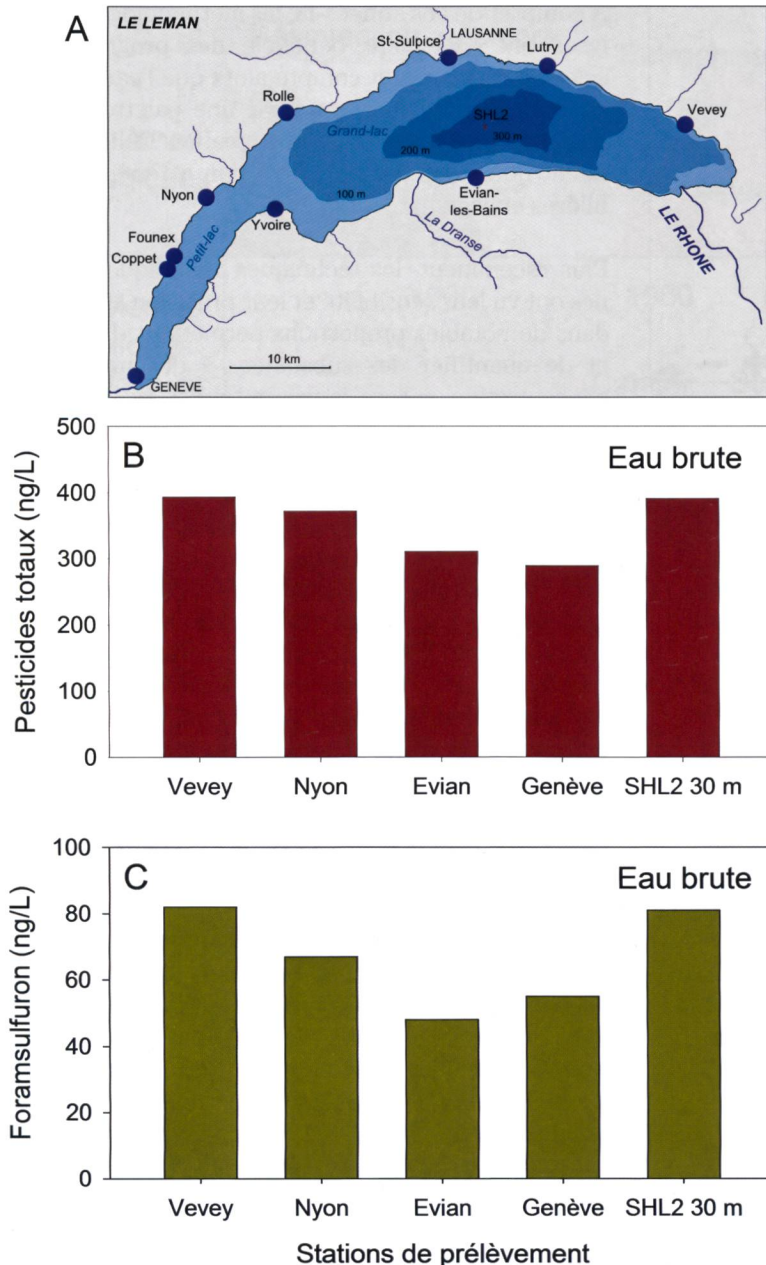 A
LE LEMAN
St-Sulpice
LAUSANNE
Lutry
Rolle
Vevey
SHL2
Grand-lac
300 m
200 m
100 m
Nyon
Evian-
les-Bains
Yvoire
La Dranse
LE RHONE
Founex
Coppet
Petit-lac
10 km
GENEVE
B
Eau brute
Pesticides totaux (ng/L)
500
400
300
200
100
0
Vevey
Nyon
Evian
Genève
SHL2 30 m
C
Eau brute
Foramsulfuron (ng/L)
100
80
60
40
20
0
Vevey
Nyon
Evian
Genève
SHL2 30 m
Stations de prélèvement